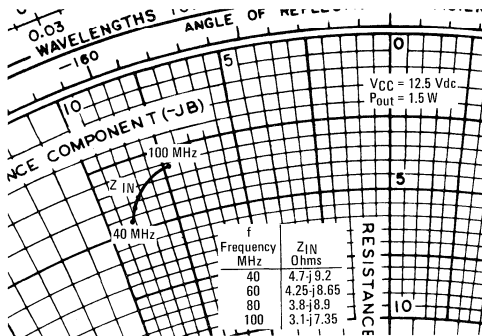 0.03
WAVELENGTHS
ANGLE OF
-160
10
5
0
VCC = 12.5 Vdc
Pout = 1.5 W
COMPONENT (-JB)
100 MHz
ZIN
40 MHz
5
RESISTANCE
10
f
Frequency
MHz
ZIN
Ohms
40 4.7-j9.2
60 4.25-j8.65
80 3.8-j8.9
100 3.1-j7.35